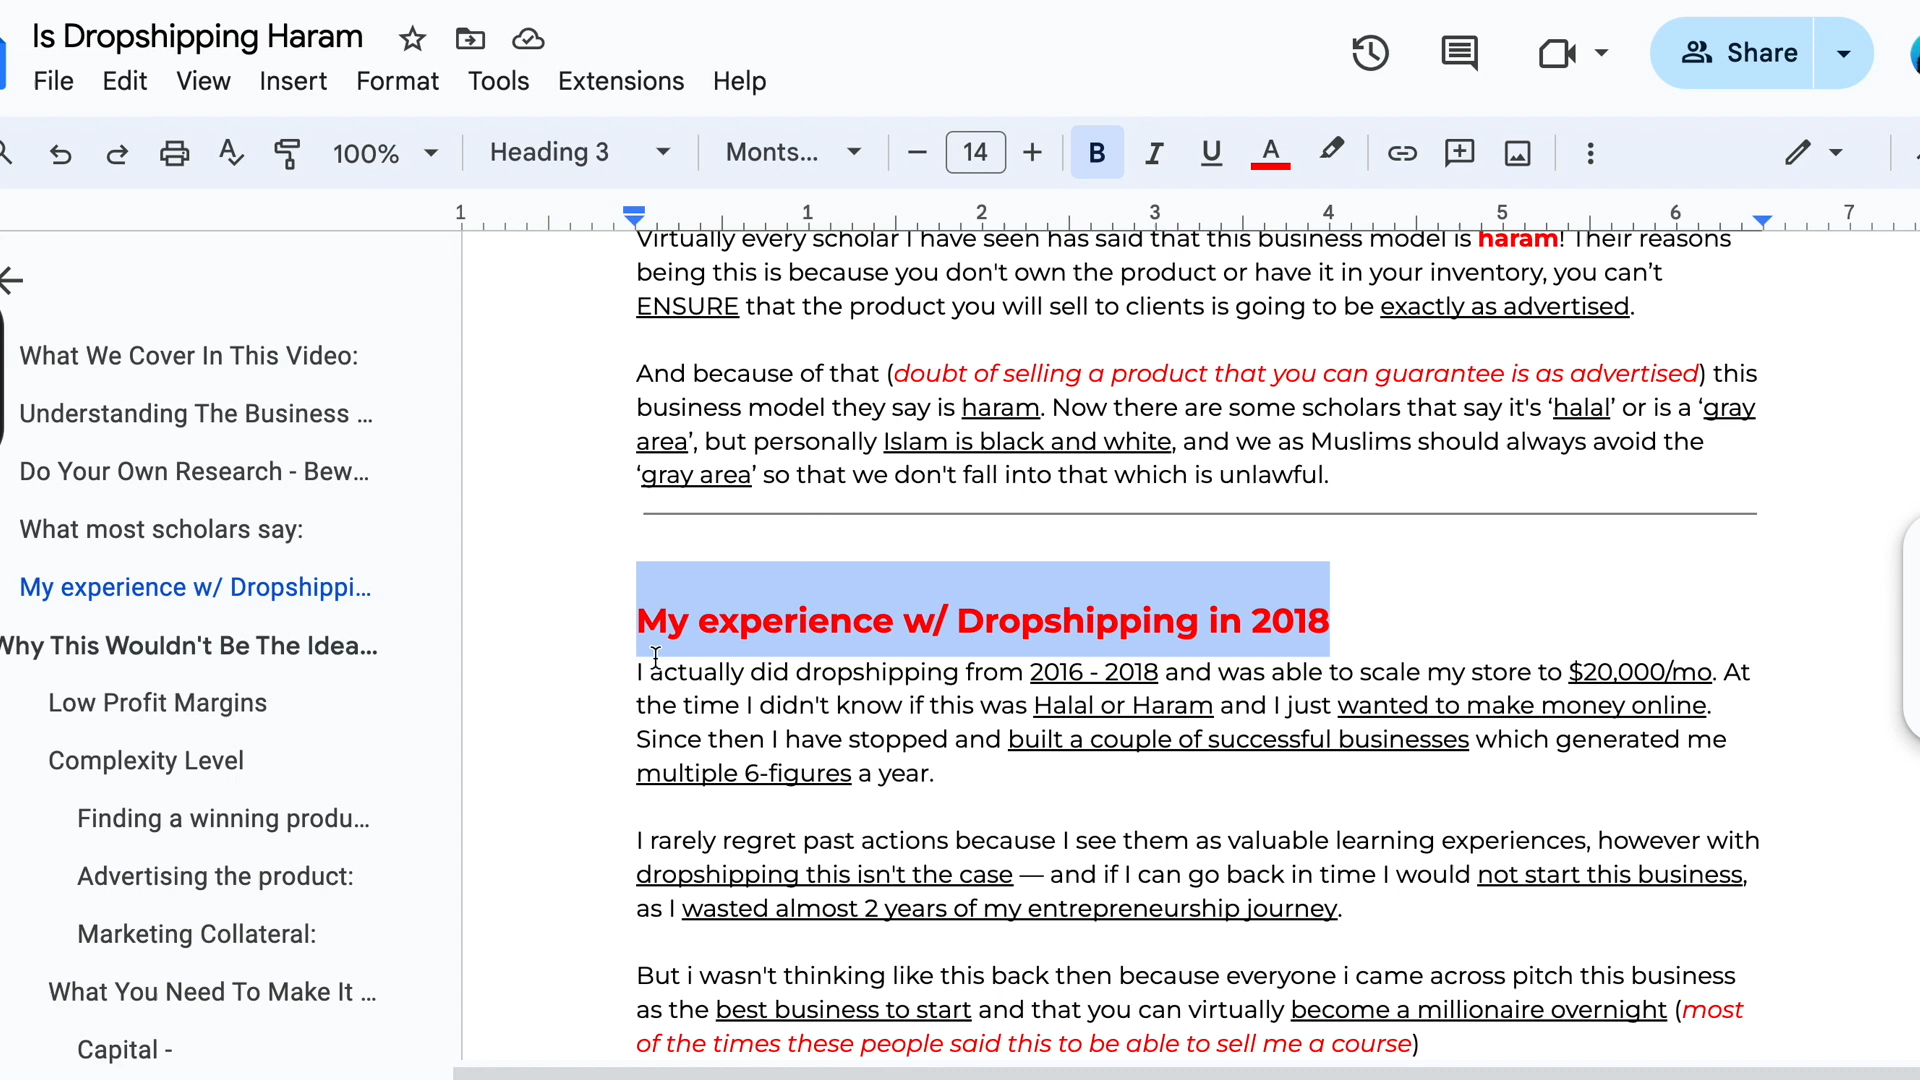 Is Dropshipping Haram
File Edit View Insert Format Tools Extensions Help
Share
100% Heading 3 Monts... 14 B I U A
1 1 2 3 4 5 6 7
What We Cover In This Video:
Understanding The Business ...
Do Your Own Research - Bew...
What most scholars say:
My experience w/ Dropshippi...
Why This Wouldn't Be The Idea...
Low Profit Margins
Complexity Level
Finding a winning produ...
Advertising the product:
Marketing Collateral:
What You Need To Make It ...
Capital -
Virtually every scholar I have seen has said that this business model is haram! Their reasons
being this is because you don't own the product or have it in your inventory, you can’t
ENSURE that the product you will sell to clients is going to be exactly as advertised.
And because of that (doubt of selling a product that you can guarantee is as advertised) this
business model they say is haram. Now there are some scholars that say it's ‘halal’ or is a ‘gray
area’, but personally Islam is black and white, and we as Muslims should always avoid the
‘gray area’ so that we don't fall into that which is unlawful.
My experience w/ Dropshipping in 2018
I actually did dropshipping from 2016 - 2018 and was able to scale my store to $20,000/mo. At
the time I didn't know if this was Halal or Haram and I just wanted to make money online.
Since then I have stopped and built a couple of successful businesses which generated me
multiple 6-figures a year.
I rarely regret past actions because I see them as valuable learning experiences, however with
dropshipping this isn't the case — and if I can go back in time I would not start this business,
as I wasted almost 2 years of my entrepreneurship journey.
But i wasn't thinking like this back then because everyone i came across pitch this business
as the best business to start and that you can virtually become a millionaire overnight (most
of the times these people said this to be able to sell me a course)